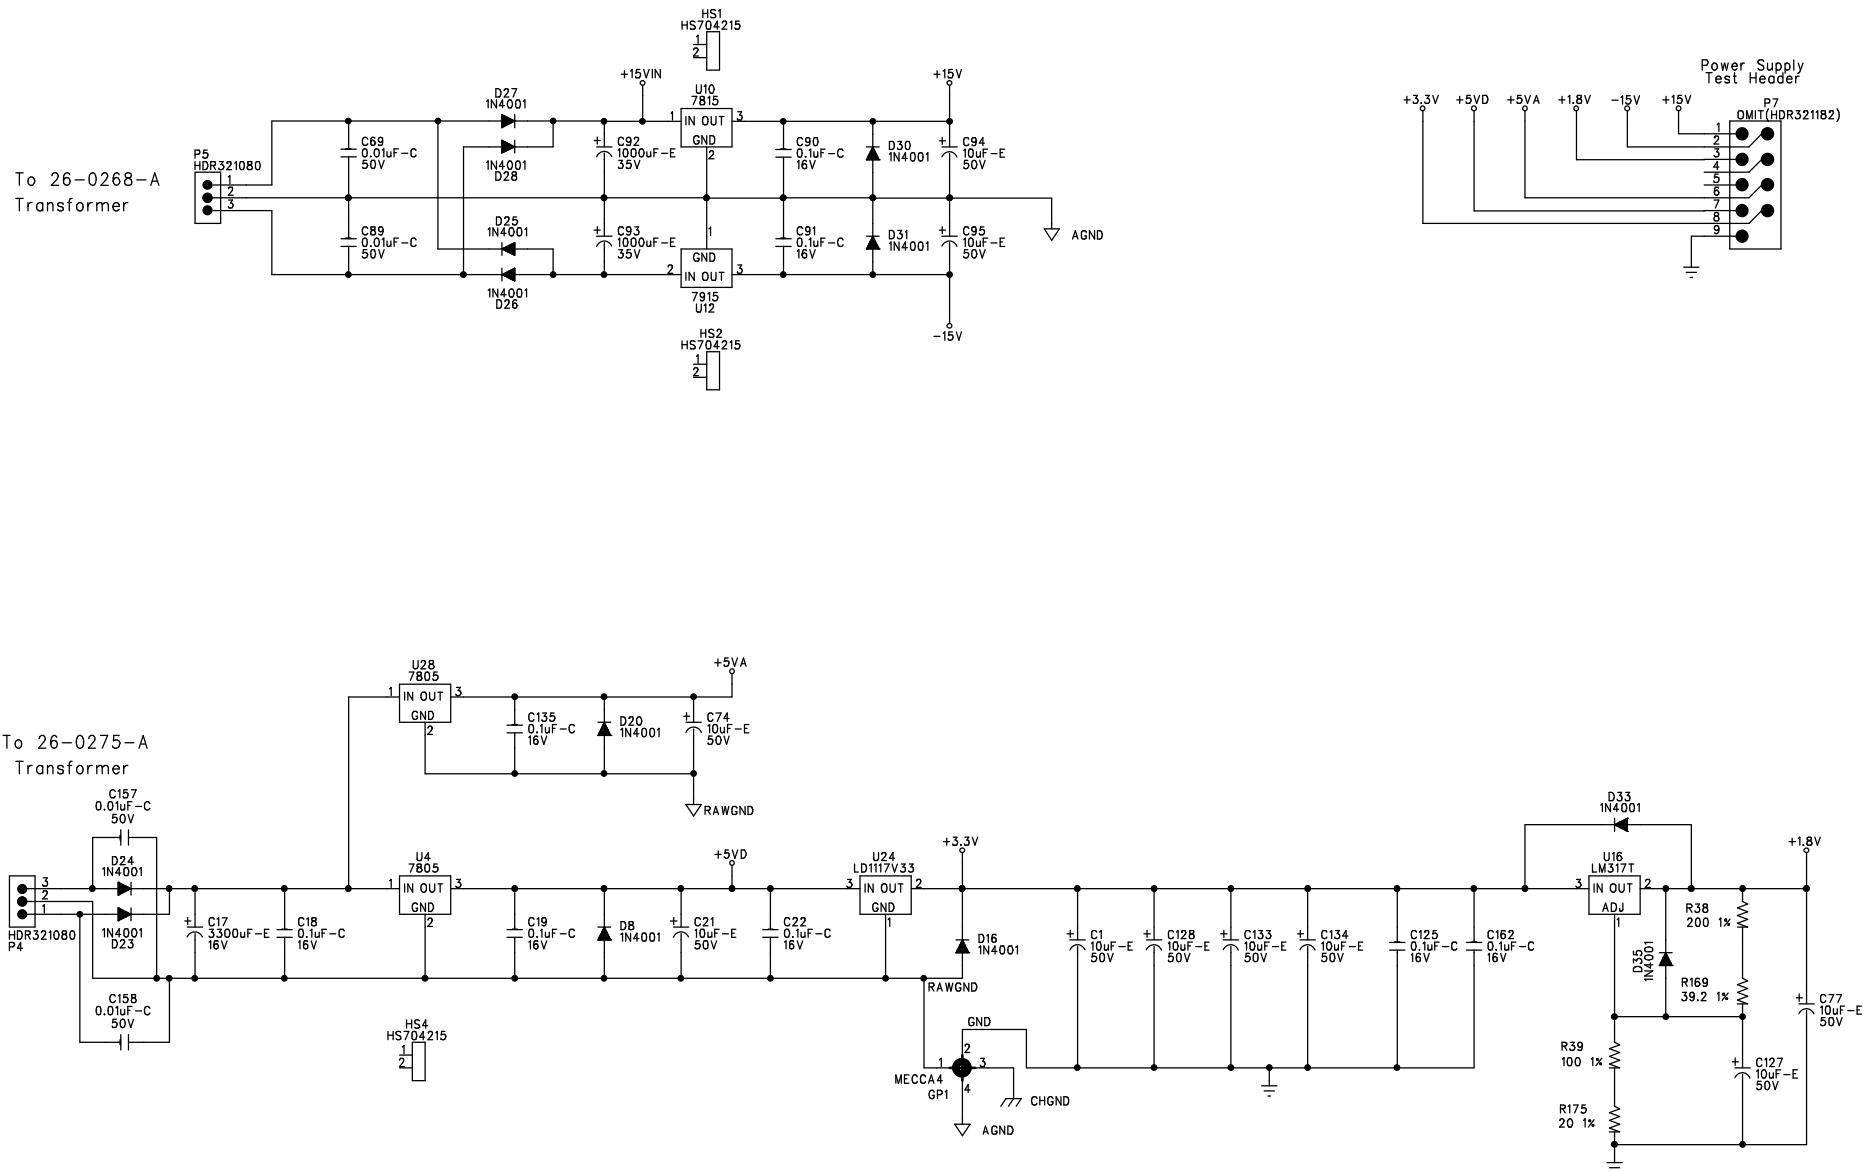 HS1
HS704215
1
2
+15VIN
+15V
D27
1N4001
U10
7815
1 IN OUT 3
GND
2
C69
0.01uF-C
50V
1N4001
D28
C92
1000uF-E
35V
C90
0.1uF-C
16V
D30
1N4001
C94
10uF-E
50V
P5
HDR321080
1
2
3
To 26-0268-A
Transformer
D25
1N4001
C89
0.01uF-C
50V
C93
1000uF-E
35V
1
GND
2 IN OUT 3
7915
U12
C91
0.1uF-C
16V
D31
1N4001
C95
10uF-E
50V
AGND
1N4001
D26
-15V
HS2
HS704215
1
2
Power Supply
Test Header
+3.3V +5VD +5VA +1.8V -15V +15V
P7
OMIT(HDR321182)
1
2
3
4
5
6
7
8
9
U28
7805
1 IN OUT 3
GND
2
+5VA
C135
0.1uF-C
16V
D20
1N4001
C74
10uF-E
50V
RAWGND
To 26-0275-A
Transformer
C157
0.01uF-C
50V
D24
1N4001
3
2
1
HDR321080
P4
1N4001
D23
C17
3300uF-E
16V
C18
0.1uF-C
16V
C158
0.01uF-C
50V
U4
7805
1 IN OUT 3
GND
2
+5VD
C19
0.1uF-C
16V
D8
1N4001
C21
10uF-E
50V
C22
0.1uF-C
16V
U24
LD1117V33
3 IN OUT 2
GND
1
+3.3V
D16
1N4001
RAWGND
HS4
HS704215
1
2
GND
2
1 3
4
MECCA4
GP1
CHGND
AGND
C1
10uF-E
50V
C128
10uF-E
50V
C133
10uF-E
50V
C134
10uF-E
50V
C125
0.1uF-C
16V
C162
0.1uF-C
16V
D33
1N4001
U16
LM317T
3 IN OUT 2
ADJ
1
+1.8V
R38
200 1%
D35
1N4001
R169
39.2 1%
C77
10uF-E
50V
R39
100 1%
C127
10uF-E
50V
R175
20 1%